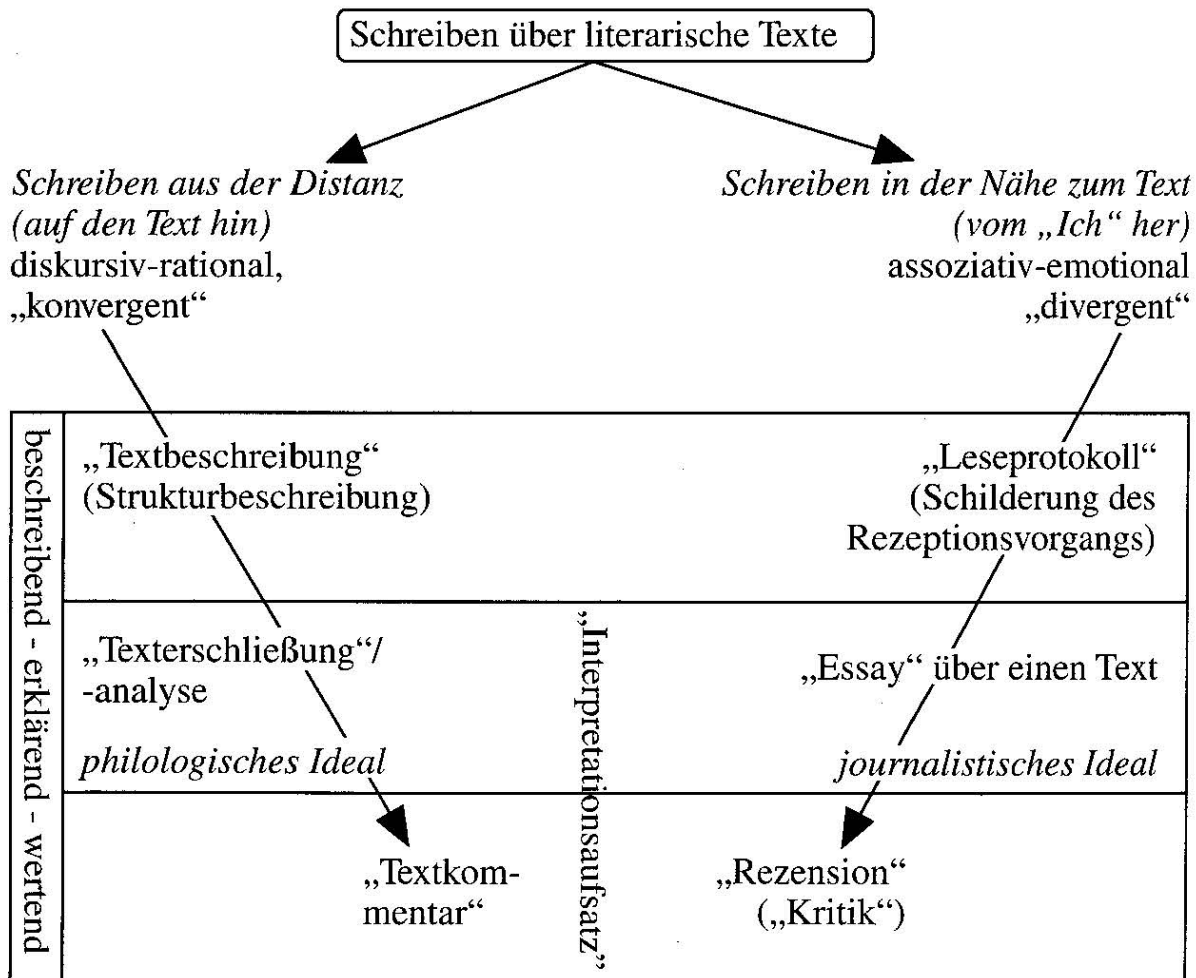 Schreiben über literarische Texte
Schreiben aus der Distanz
(auf den Text hin)
diskursiv-rational,
„konvergent“
Schreiben in der Nähe zum Text
(vom „Ich“ her)
assoziativ-emotional
„divergent“
beschreibend - erklärend - wertend
„Textbeschreibung“
(Strukturbeschreibung)
„Leseprotokoll“
(Schilderung des
Rezeptionsvorgangs)
„Texterschließung“/
-analyse
philologisches Ideal
„Interpretationsaufsatz”
„Essay“ über einen Text
journalistisches Ideal
„Textkom-
mentar“
„Rezension“
(„Kritik“)